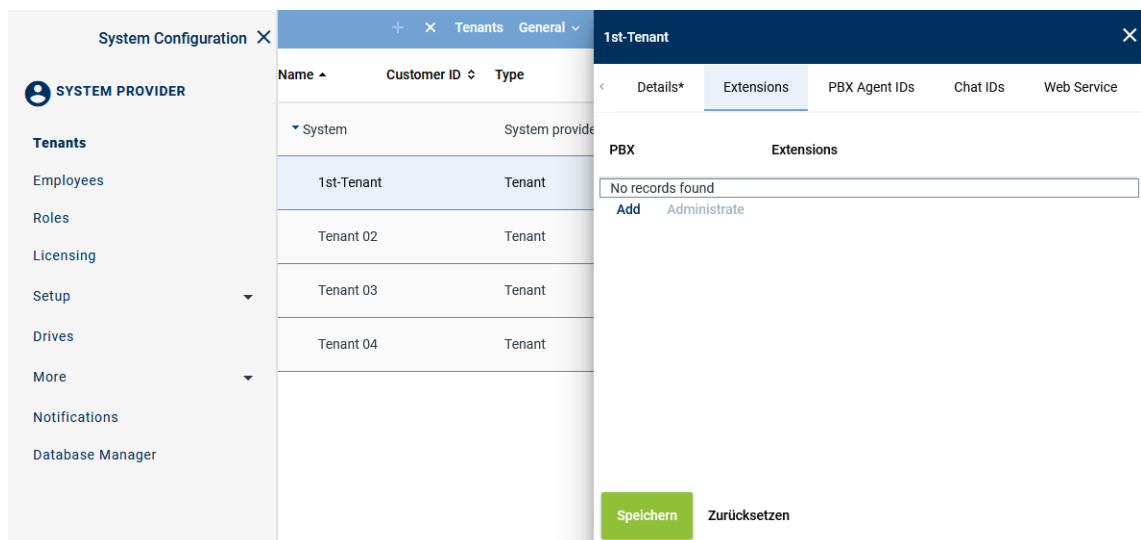 System Configuration
SYSTEM PROVIDER
Tenants
Employees
Roles
Licensing
Setup
Drives
More
Notifications
Database Manager
Tenants General
Name Customer ID Type
System System provide
1st-Tenant Tenant
Tenant 02 Tenant
Tenant 03 Tenant
Tenant 04 Tenant
1st-Tenant
Details* Extensions PBX Agent IDs Chat IDs Web Service
PBX Extensions
No records found
Add Administrate
Speichern Zurücksetzen